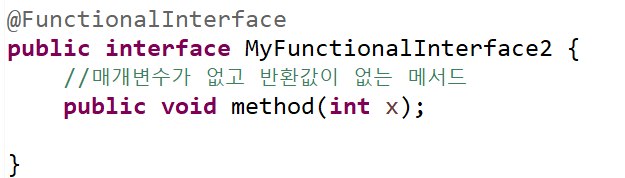 @FunctionalInterface
public interface MyFunctionalInterface2 {
//매개변수가 없고 반환값이 없는 메서드
public void method(int x);
}